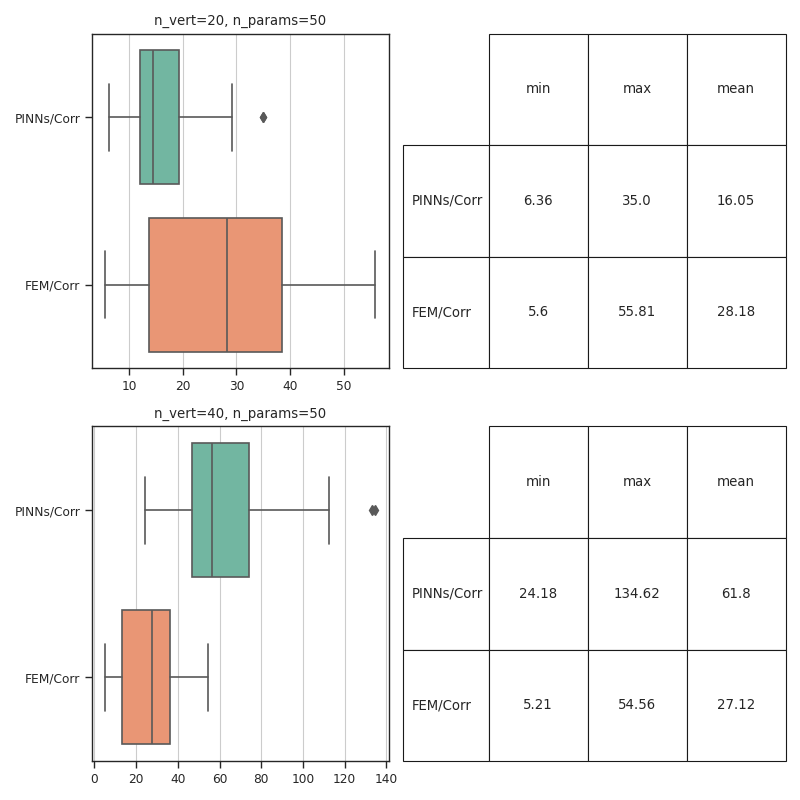 n_vert=20, n_params=50
PINNs/Corr
FEM/Corr
10 20 30 40 50
min max mean
PINNs/Corr 6.36 35.0 16.05
FEM/Corr 5.6 55.81 28.18
n_vert=40, n_params=50
PINNs/Corr
FEM/Corr
0 20 40 60 80 100 120 140
min max mean
PINNs/Corr 24.18 134.62 61.8
FEM/Corr 5.21 54.56 27.12